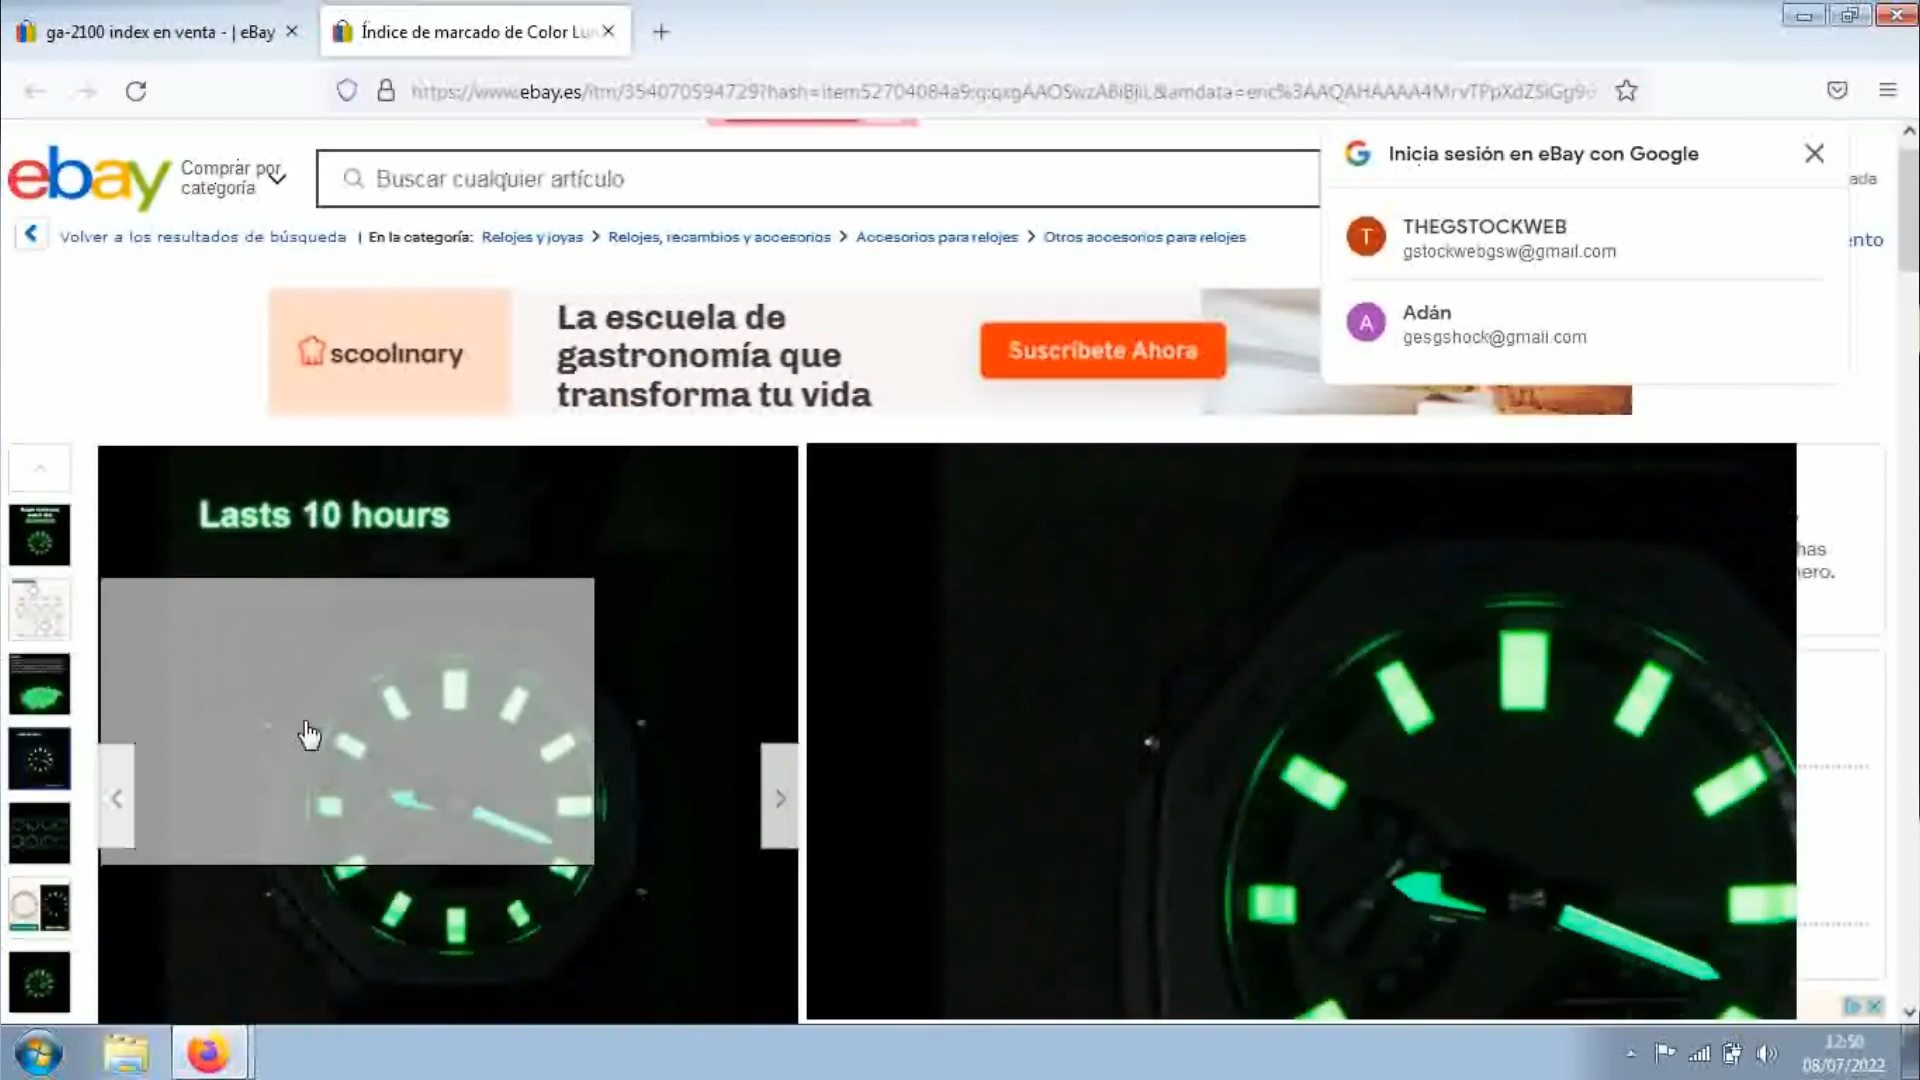 ga-2100 index en venta - | eBay
Índice de marcado de Color Lu
https://www.ebay.es/itm/354070594729?hash=item52704084a9:g:
ebay
Comprar por
categoría
Buscar cualquier artículo
Inicia sesión en eBay con Google
THEGSTOCKWEB
gstockwebgsw@gmail.com
Adán
gesgshock@gmail.com
Volver a los resultados de búsqueda | En la categoría: Relojes y joyas > Relojes, recambios y accesorios > Accesorios para relojes > Otros accesorios para relojes
scoolinary
La escuela de
gastronomía que
transforma tu vida
Suscríbete Ahora
Lasts 10 hours
has
12:50
08/07/2022